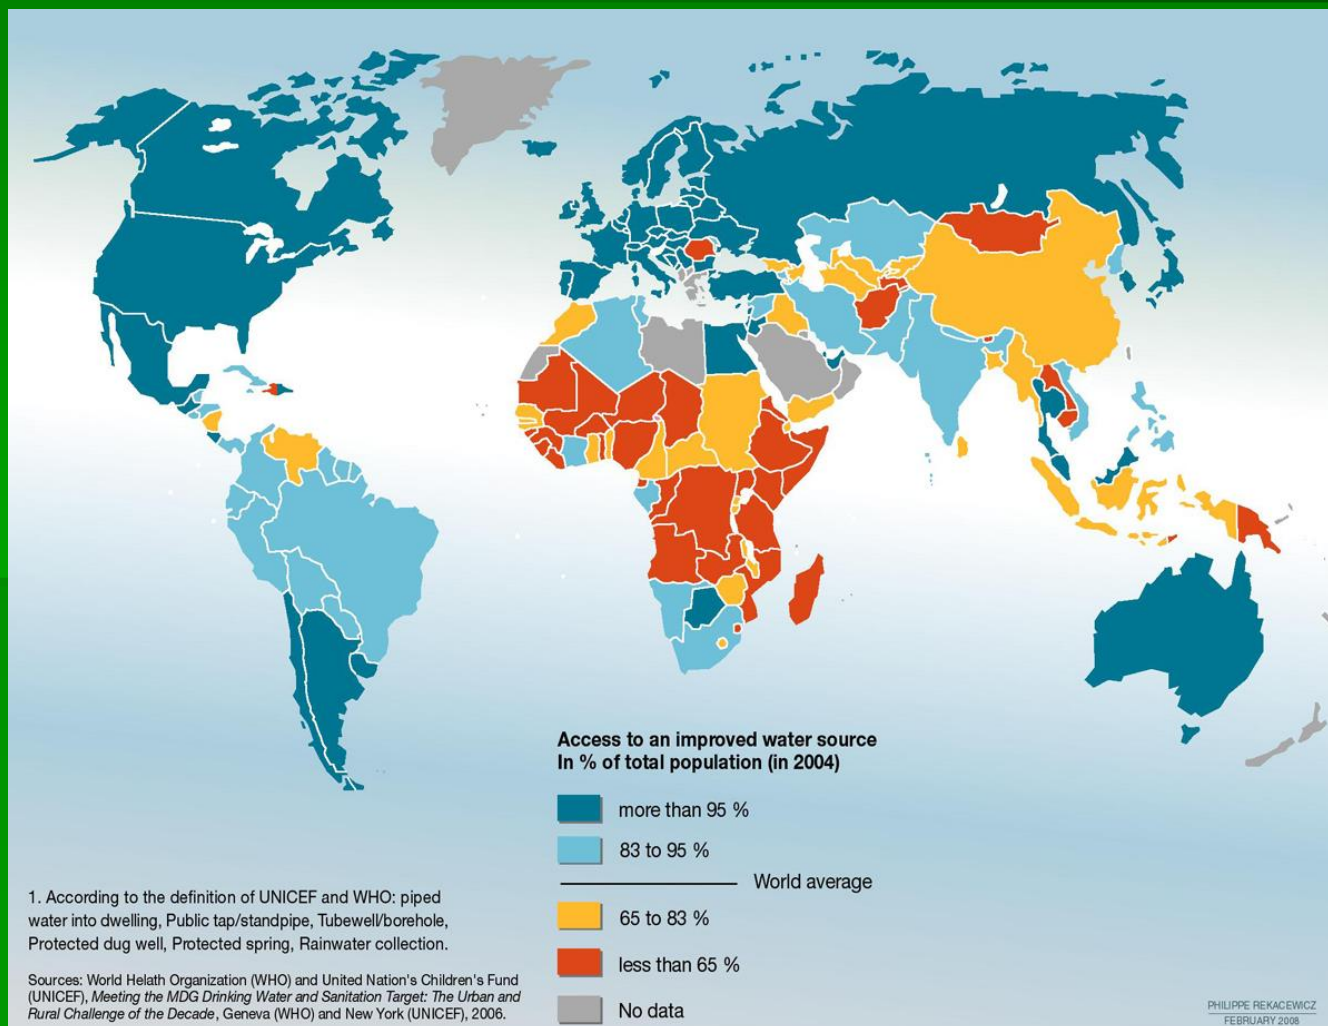 Access to an improved water source
In % of total population (in 2004)
more than 95 %
83 to 95 %
World average
65 to 83 %
less than 65 %
No data
1. According to the definition of UNICEF and WHO: piped
water into dwelling, Public tap/standpipe, Tubewell/borehole,
Protected dug well, Protected spring, Rainwater collection.
Sources: World Helath Organization (WHO) and United Nation's Children's Fund
(UNICEF), Meeting the MDG Drinking Water and Sanitation Target: The Urban and
Rural Challenge of the Decade, Geneva (WHO) and New York (UNICEF), 2006.
PHILIPPE REKACEWICZ
FEBRUARY 2008